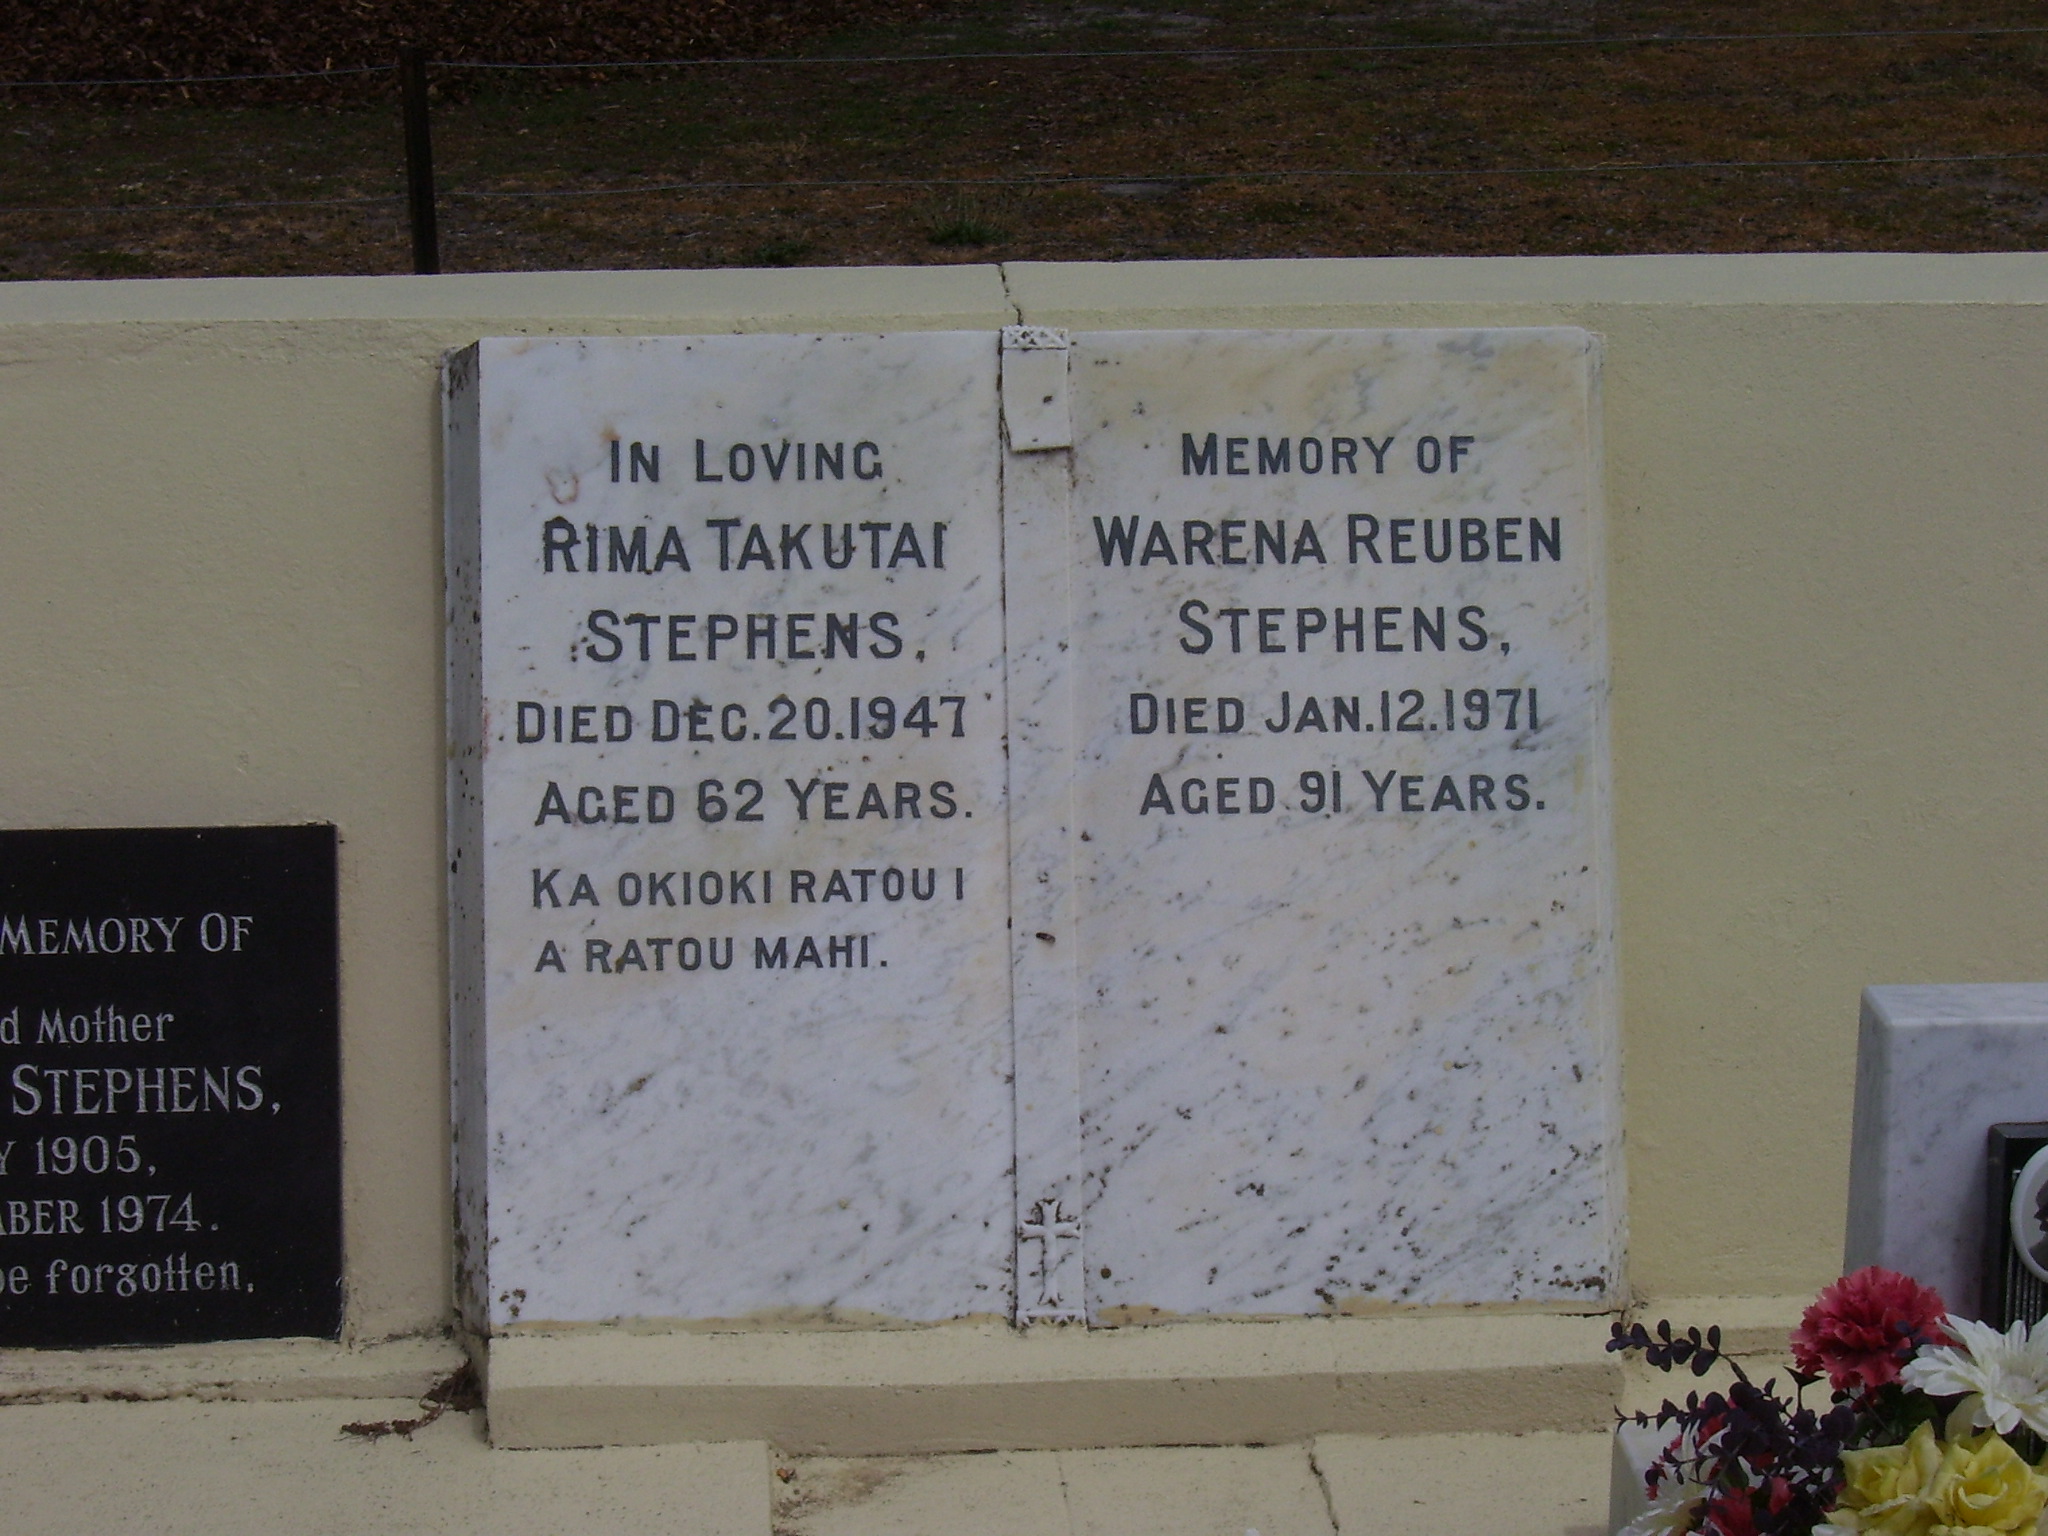 IN LOVING
RIMA TAKUTAI
STEPHENS,
DIED DEC. 20. 1947
AGED 62 YEARS.
KA OKIOKI RATOU I
A RATOU MAHI.
MEMORY OF
WARENA REUBEN
STEPHENS,
DIED JAN. 12. 1971
AGED 91 YEARS.
MEMORY OF
Mother
STEPHENS,
1905,
1974.
be forgotten,